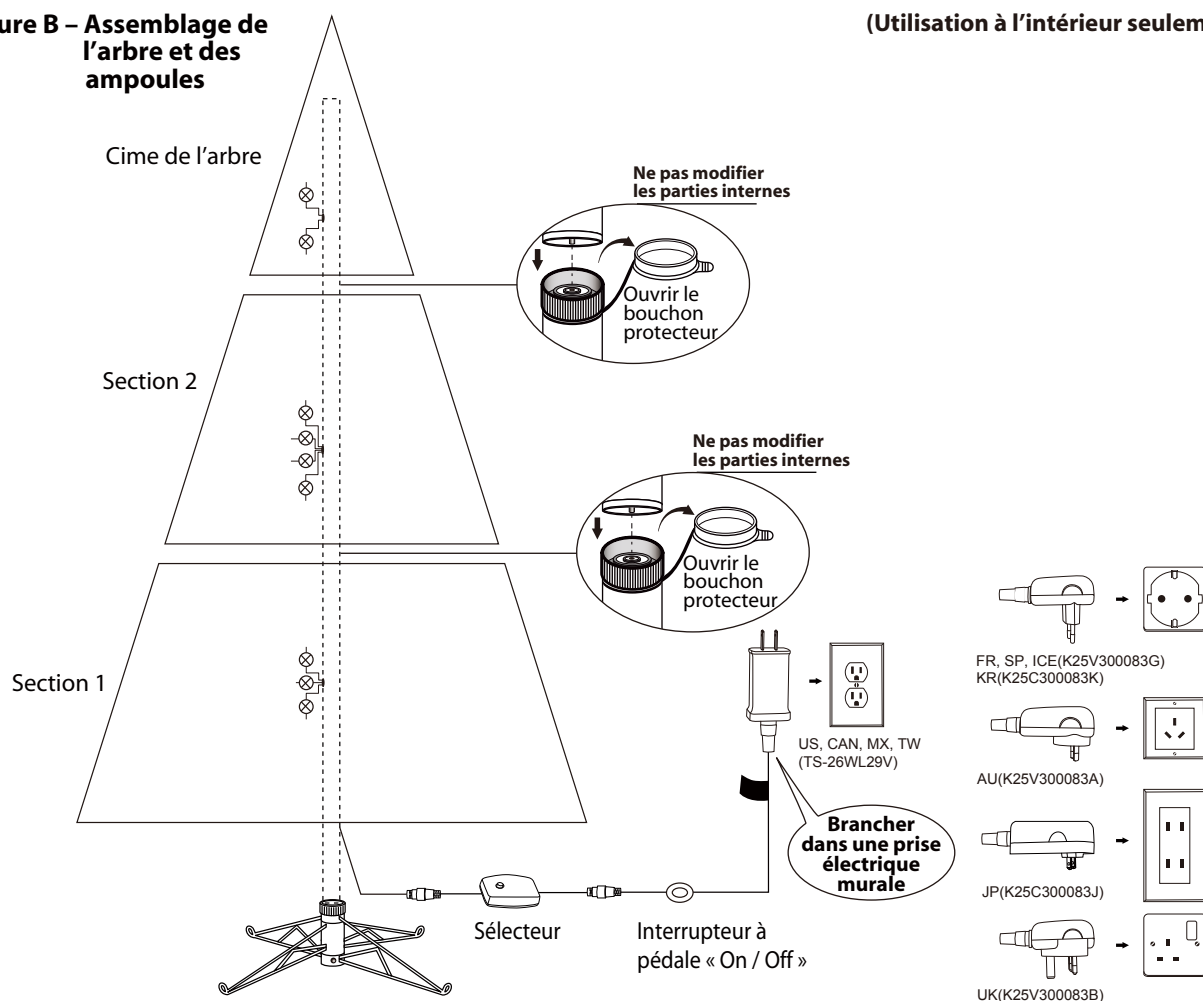 ure B – Assemblage de
l'arbre et des
ampoules
(Utilisation à l'intérieur seulem
Cime de l'arbre
Ne pas modifier
les parties internes
Ouvrir le
bouchon
protecteur
Section 2
Ne pas modifier
les parties internes
Ouvrir le
bouchon
protecteur
Section 1
US, CAN, MX, TW
(TS-26WL29V)
Brancher
dans une prise
électrique
murale
Sélecteur
Interrupteur à
pédale « On / Off »
FR, SP, ICE(K25V300083G)
KR(K25C300083K)
AU(K25V300083A)
JP(K25C300083J)
UK(K25V300083B)